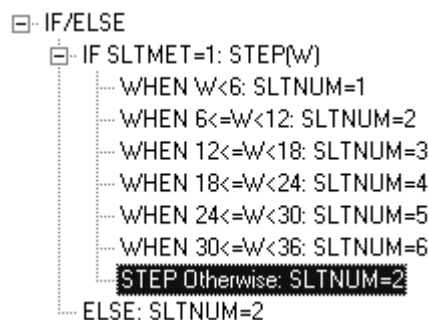 IF/ELSE
IF SLTMET=1: STEP(W)
WHEN W<6: SLTNUM=1
WHEN 6<=W<12: SLTNUM=2
WHEN 12<=W<18: SLTNUM=3
WHEN 18<=W<24: SLTNUM=4
WHEN 24<=W<30: SLTNUM=5
WHEN 30<=W<36: SLTNUM=6
STEP Otherwise: SLTNUM=2
ELSE: SLTNUM=2